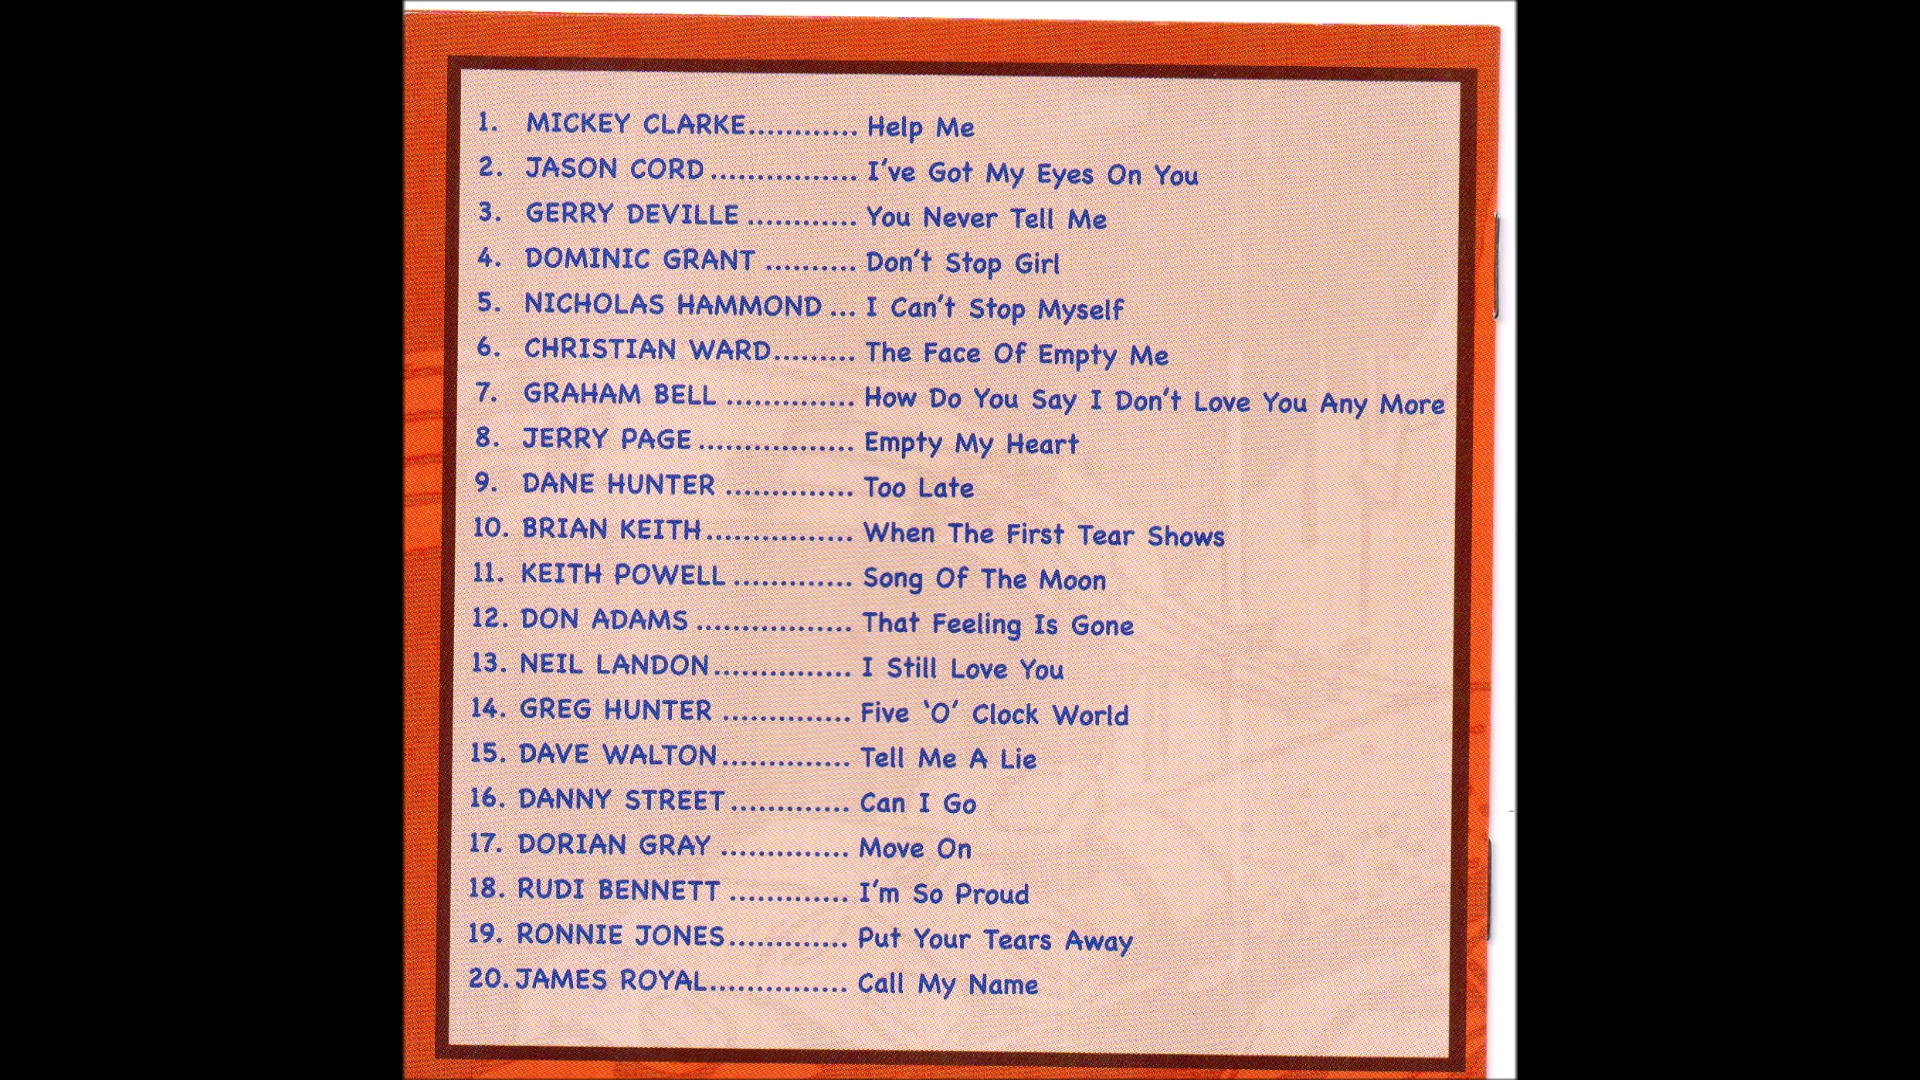 1. MICKEY CLARKE............ Help Me
2. JASON CORD ................ I've Got My Eyes On You
3. GERRY DEVILLE ............ You Never Tell Me
4. DOMINIC GRANT .......... Don't Stop Girl
5. NICHOLAS HAMMOND ... I Can't Stop Myself
6. CHRISTIAN WARD......... The Face Of Empty Me
7. GRAHAM BELL .............. How Do You Say I Don't Love You Any More
8. JERRY PAGE ................. Empty My Heart
9. DANE HUNTER .............. Too Late
10. BRIAN KEITH................ When The First Tear Shows
11. KEITH POWELL ............. Song Of The Moon
12. DON ADAMS ................. That Feeling Is Gone
13. NEIL LANDON............... I Still Love You
14. GREG HUNTER .............. Five 'O' Clock World
15. DAVE WALTON.............. Tell Me A Lie
16. DANNY STREET............. Can I Go
17. DORIAN GRAY .............. Move On
18. RUDI BENNETT ............. I'm So Proud
19. RONNIE JONES............. Put Your Tears Away
20. JAMES ROYAL............... Call My Name